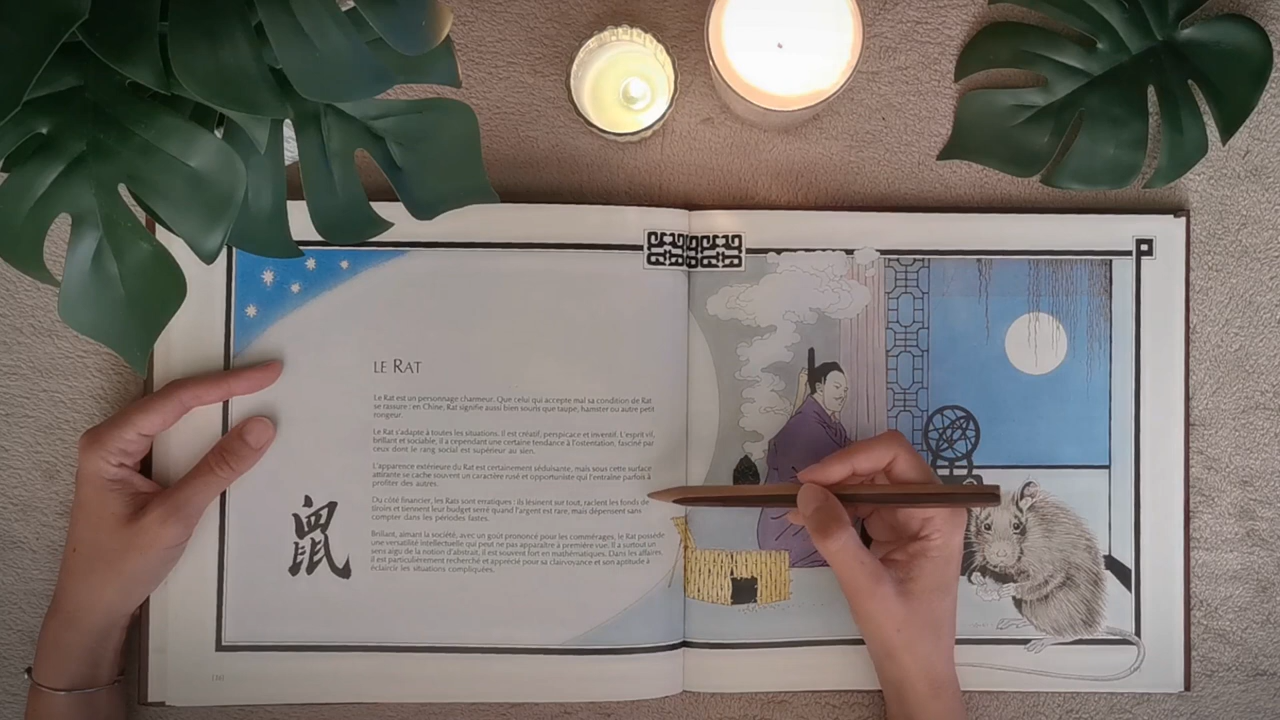 LE RAT
Le Rat est un personnage charmeur. Que celui qui accepte mal sa condition de Rat
se rassure : en Chine, Rat signifie aussi bien souris que taupe, hamster ou autre petit
rongeur.
Le Rat s'adapte à toutes les situations. Il est créatif, perspicace et inventif. L'esprit vif,
brillant et sociable, il a cependant une certaine tendance à l'ostentation, fasciné par
ceux dont le rang social est supérieur au sien.
L'apparence extérieure du Rat est certainement séduisante, mais sous cette surface
attirante se cache souvent un caractère rusé et opportuniste qui l'entraîne parfois à
profiter des autres.
Du côté financier, les Rats sont erratiques : ils lésinent sur tout, raclent les fonds de
tiroirs et tiennent leur budget serré quand l'argent est rare, mais dépensent sans
compter dans les périodes fastes.
Brillant, aimant la société, avec un goût prononcé pour les commérages, le Rat possède
une versatilité intellectuelle qui peut ne pas apparaître à première vue. Il a surtout un
sens aigu de la notion d'abstrait, il est souvent fort en mathématiques. Dans les affaires,
il est particulièrement recherché et apprécié pour sa clairvoyance et son aptitude à
éclaircir les situations compliquées.
鼠